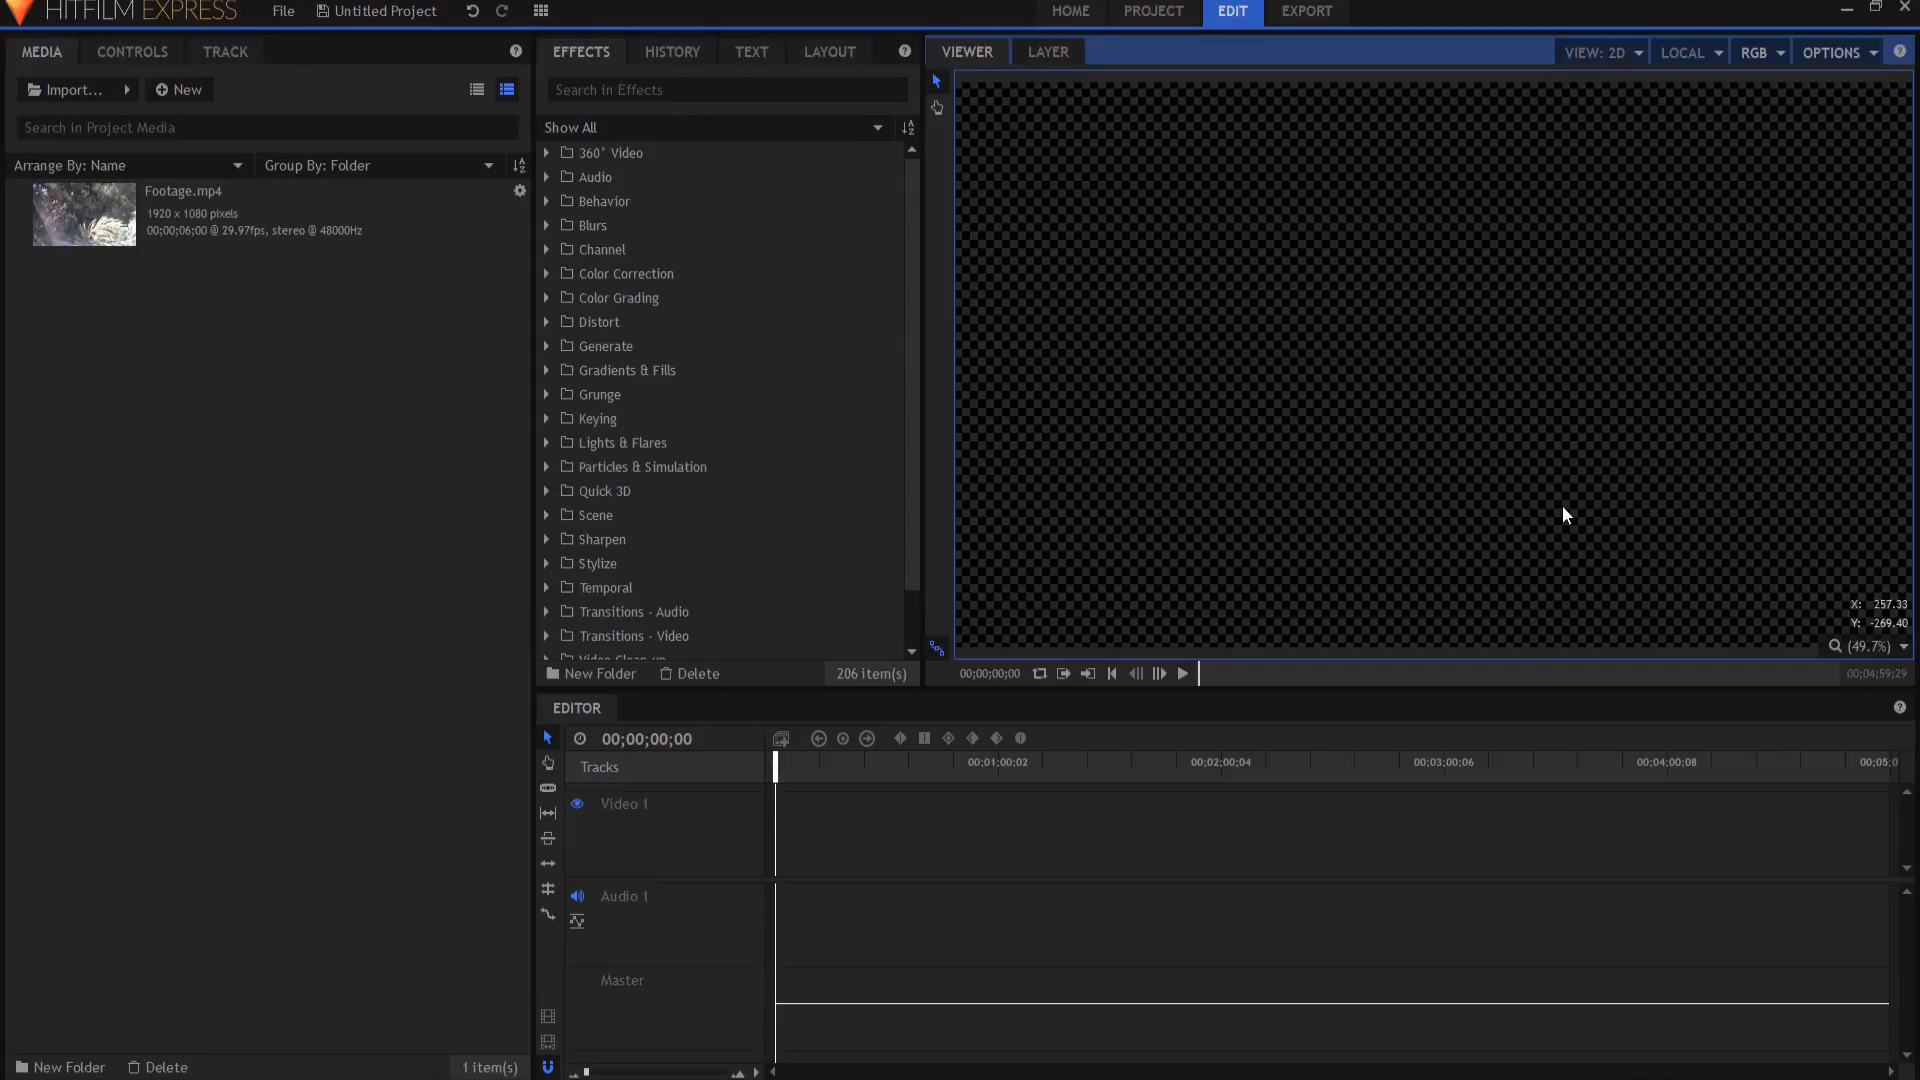 HITFILM EXPRESS
File
Untitled Project
HOME
PROJECT
EDIT
EXPORT
MEDIA
CONTROLS
TRACK
Import...
New
Search in Project Media
Arrange By: Name
Group By: Folder
Footage.mp4
1920 x 1080 pixels
00;00;06;00 @ 29.97fps, stereo @ 48000Hz
New Folder
Delete
1 item(s)
EFFECTS
HISTORY
TEXT
LAYOUT
Search in Effects
Show All
360° Video
Audio
Behavior
Blurs
Channel
Color Correction
Color Grading
Distort
Generate
Gradients & Fills
Grunge
Keying
Lights & Flares
Particles & Simulation
Quick 3D
Scene
Sharpen
Stylize
Temporal
Transitions - Audio
Transitions - Video
Video Clean-up
New Folder
Delete
206 item(s)
VIEWER
LAYER
VIEW: 2D
LOCAL
RGB
OPTIONS
X: 257.33
Y: -269.40
(49.7%)
00;00;00;00
00;04;59;29
EDITOR
00;00;00;00
Tracks
00;01;00;02
00;02;00;04
00;03;00;06
00;04;00;08
00;05;0
Video 1
Audio 1
Master